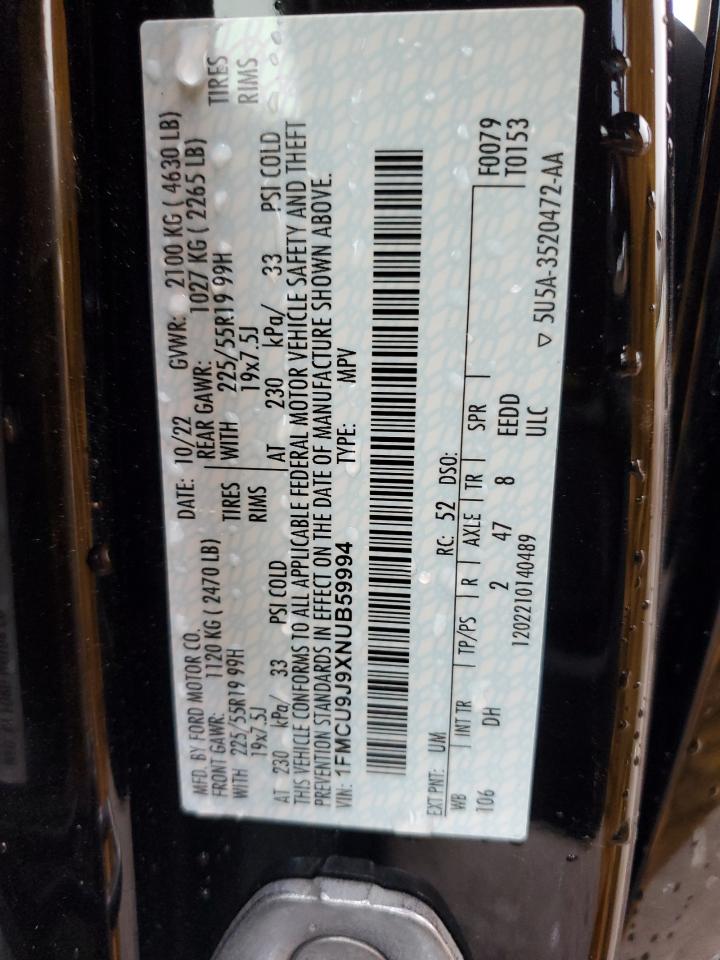 MFD. BY FORD MOTOR CO.
DATE: 10/22 GVWR: 2100 KG ( 4630 LB)
FRONT GAWR: 1120 KG ( 2470 LB) REAR GAWR: 1027 KG ( 2265 LB)
WITH 225/55R19 99H TIRES WITH 225/55R19 99H TIRES
19x7.5J RIMS 19x7.5J RIMS
AT 230 kPa/ 33 PSI COLD AT 230 kPa/ 33 PSI COLD
THIS VEHICLE CONFORMS TO ALL APPLICABLE FEDERAL MOTOR VEHICLE SAFETY AND THEFT
PREVENTION STANDARDS IN EFFECT ON THE DATE OF MANUFACTURE SHOWN ABOVE.
VIN: 1FMCU9J9XNUB59994 TYPE: MPV
EXT PNT: UM RC: 52 DSO:
WB INT TR TP/PS R AXLE TR SPR F0079
106 DH 2 47 8 EEDD T0153
1202210140489 ULC
▽ 5U5A-3520472-AA